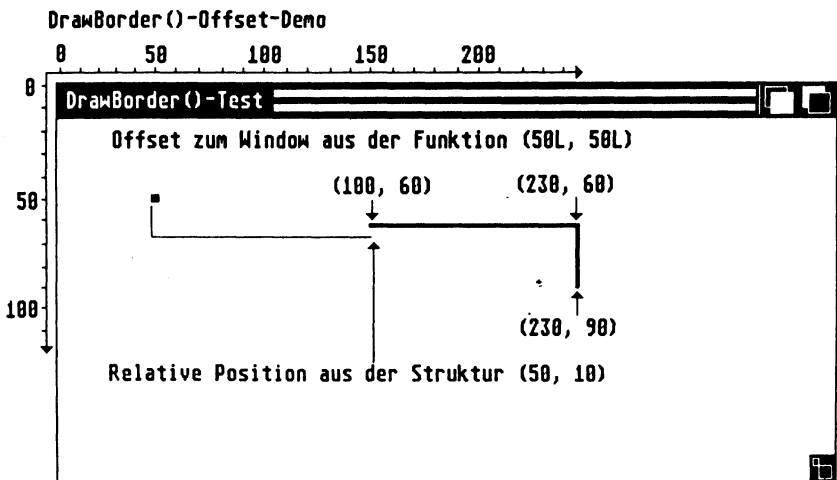 DrawBorder()-Offset-Demo
0 50 100 150 200
0
DrawBorder()-Test
Offset zum Window aus der Funktion (50L, 50L)
(100, 60) (230, 60)
50
100
(230, 90)
Relative Position aus der Struktur (50, 10)